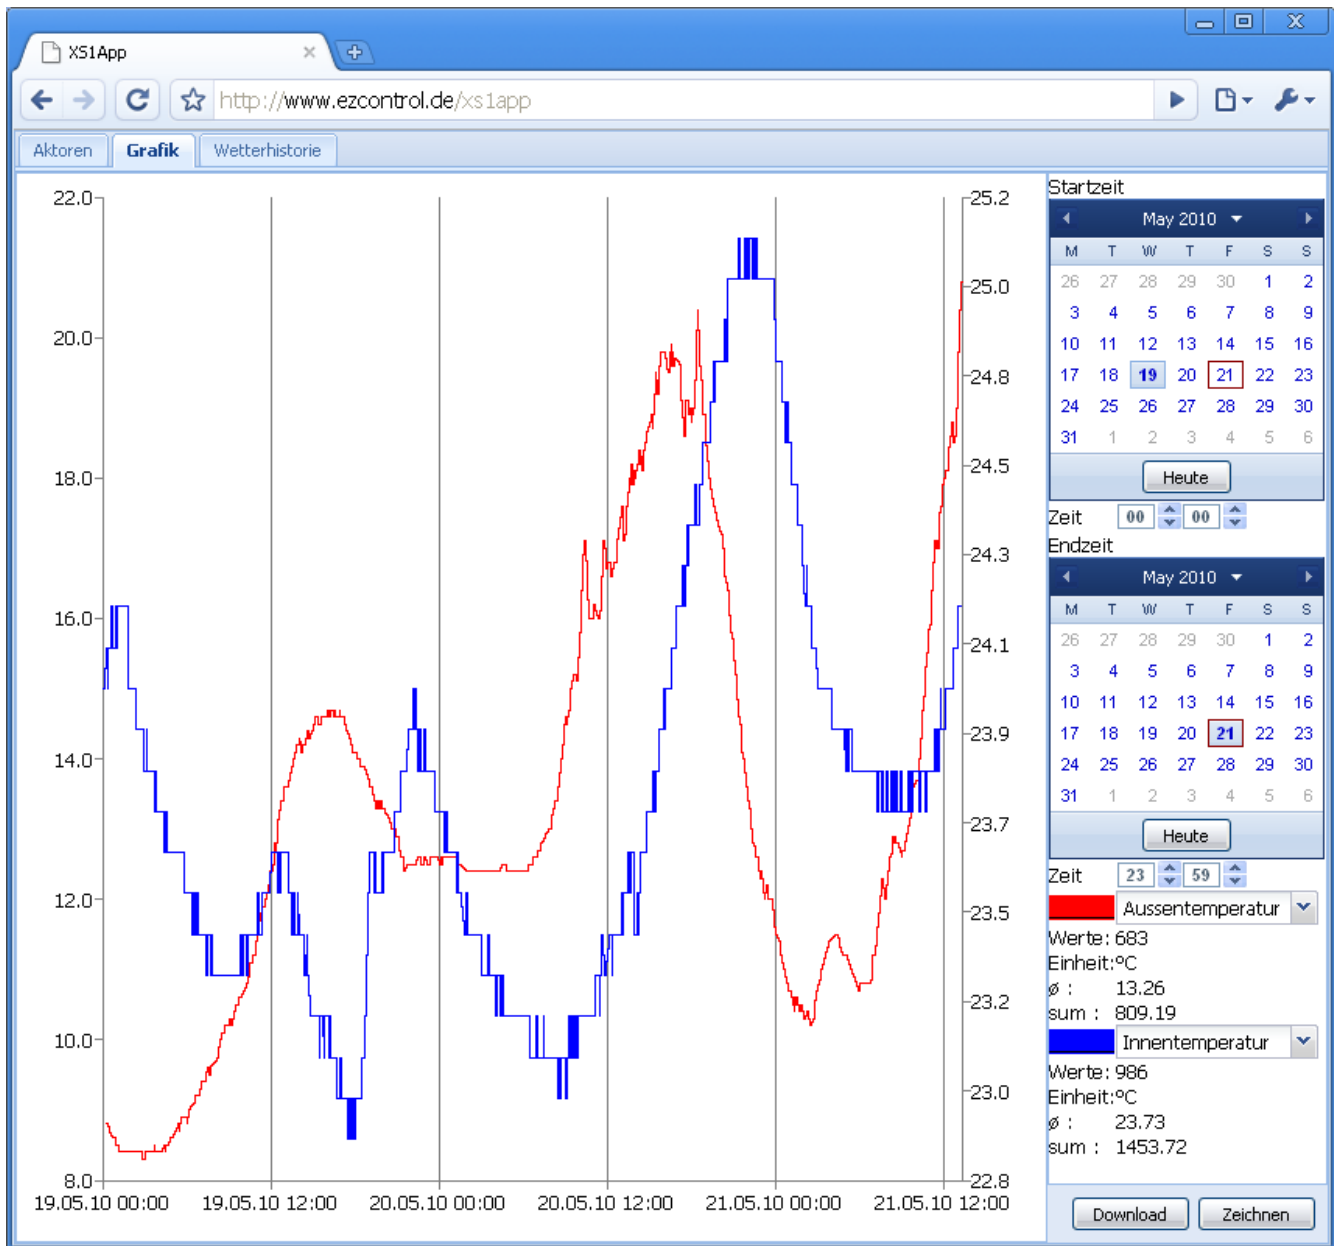 XS1App
http://www.ezcontrol.de/xs1app
Aktoren Grafik Wetterhistorie
22.0
20.0
18.0
16.0
14.0
12.0
10.0
8.0
25.2
25.0
24.8
24.5
24.3
24.1
23.9
23.7
23.5
23.2
23.0
22.8
19.05.10 00:00 19.05.10 12:00 20.05.10 00:00 20.05.10 12:00 21.05.10 00:00 21.05.10 12:00
Startzeit
May 2010
M T W T F S S
26 27 28 29 30 1 2
3 4 5 6 7 8 9
10 11 12 13 14 15 16
17 18 19 20 21 22 23
24 25 26 27 28 29 30
31 1 2 3 4 5 6
Heute
Zeit 00 00
Endzeit
May 2010
M T W T F S S
26 27 28 29 30 1 2
3 4 5 6 7 8 9
10 11 12 13 14 15 16
17 18 19 20 21 22 23
24 25 26 27 28 29 30
31 1 2 3 4 5 6
Heute
Zeit 23 59
Aussentemperatur
Werte: 683
Einheit:ºC
ø : 13.26
sum : 809.19
Innentemperatur
Werte: 986
Einheit:ºC
ø : 23.73
sum : 1453.72
Download Zeichnen